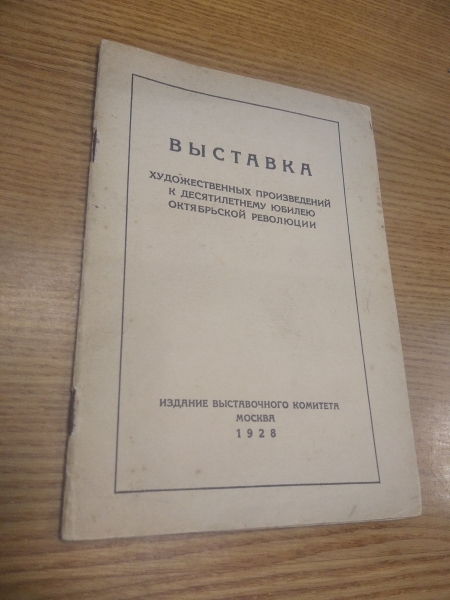 ВЫСТАВКА
ХУДОЖЕСТВЕННЫХ ПРОИЗВЕДЕНИЙ
К ДЕСЯТИЛЕТНЕМУ ЮБИЛЕЮ
ОКТЯБРЬСКОЙ РЕВОЛЮЦИИ
ИЗДАНИЕ ВЫСТАВОЧНОГО КОМИТЕТА
МОСКВА
1928